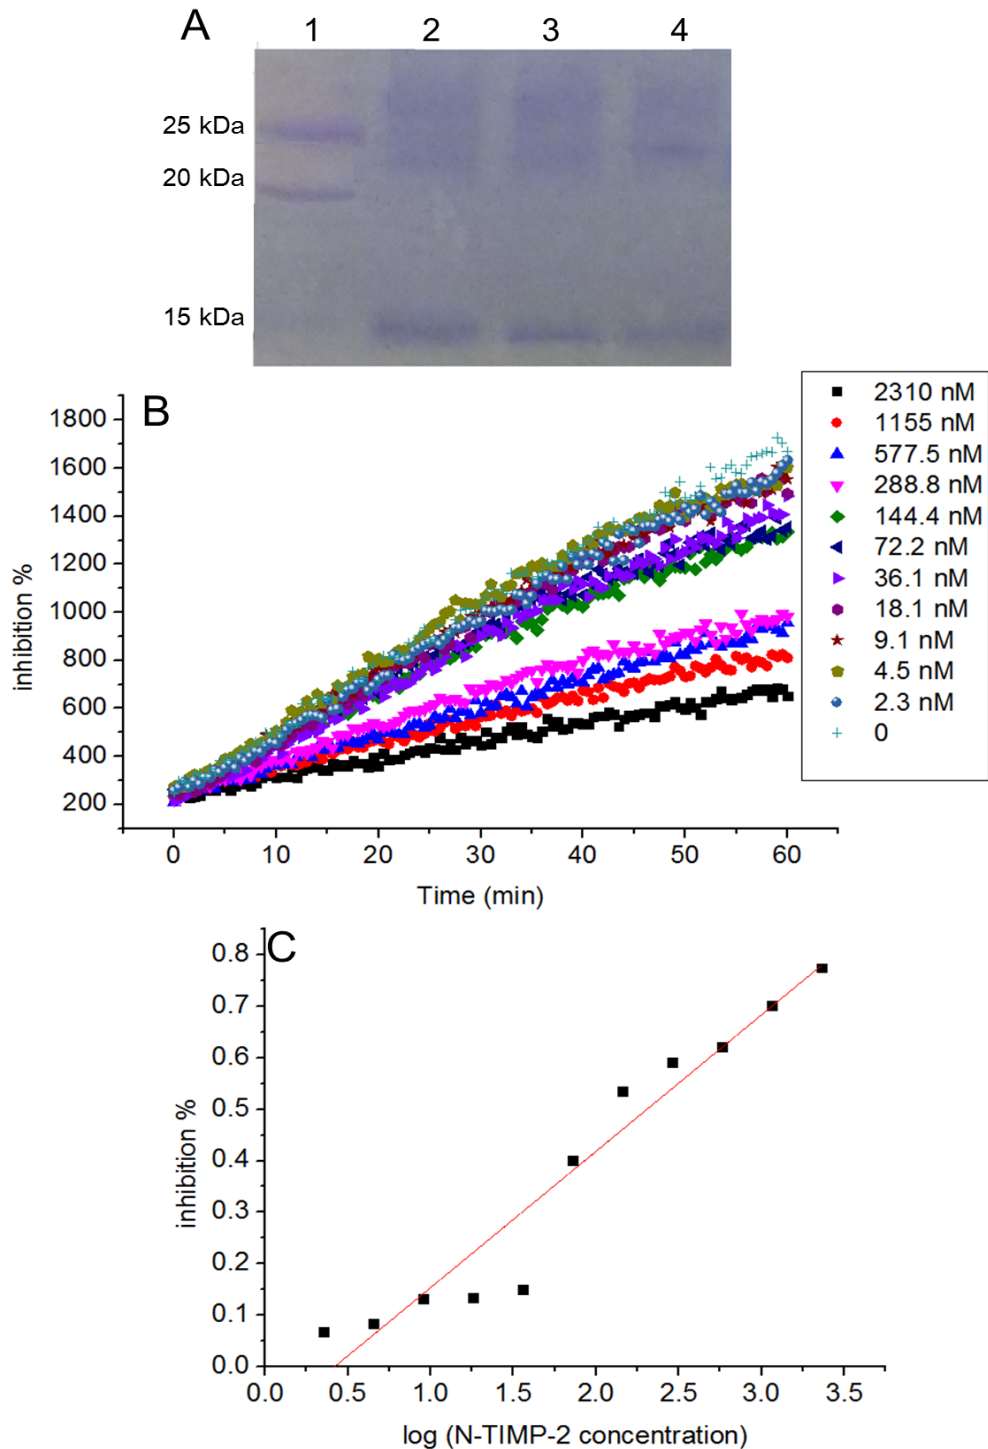 A 1 2 3 4
25 kDa
20 kDa
15 kDa
B
1800
1600
1400
1200
1000
800
600
400
200
inhibition %
0 10 20 30 40 50 60
Time (min)
2310 nM
1155 nM
577.5 nM
288.8 nM
144.4 nM
72.2 nM
36.1 nM
18.1 nM
9.1 nM
4.5 nM
2.3 nM
0
C
0.8
0.7
0.6
0.5
0.4
0.3
0.2
0.1
0.0
inhibition %
0.0 0.5 1.0 1.5 2.0 2.5 3.0 3.5
log (N-TIMP-2 concentration)